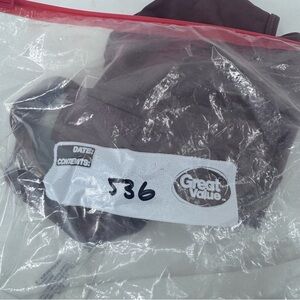 DATE:
CONTENTS:
536
Great
Value